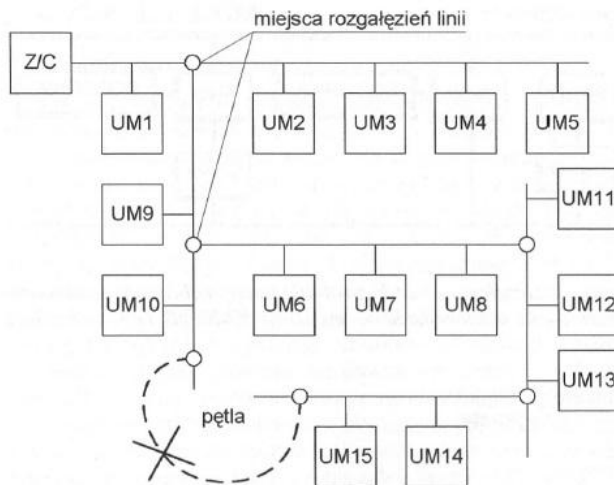 miejsca rozgałęzień linii
Z/C
UM1
UM2
UM3
UM4
UM5
UM9
UM11
UM10
UM6
UM7
UM8
UM12
UM13
pętla
UM15
UM14